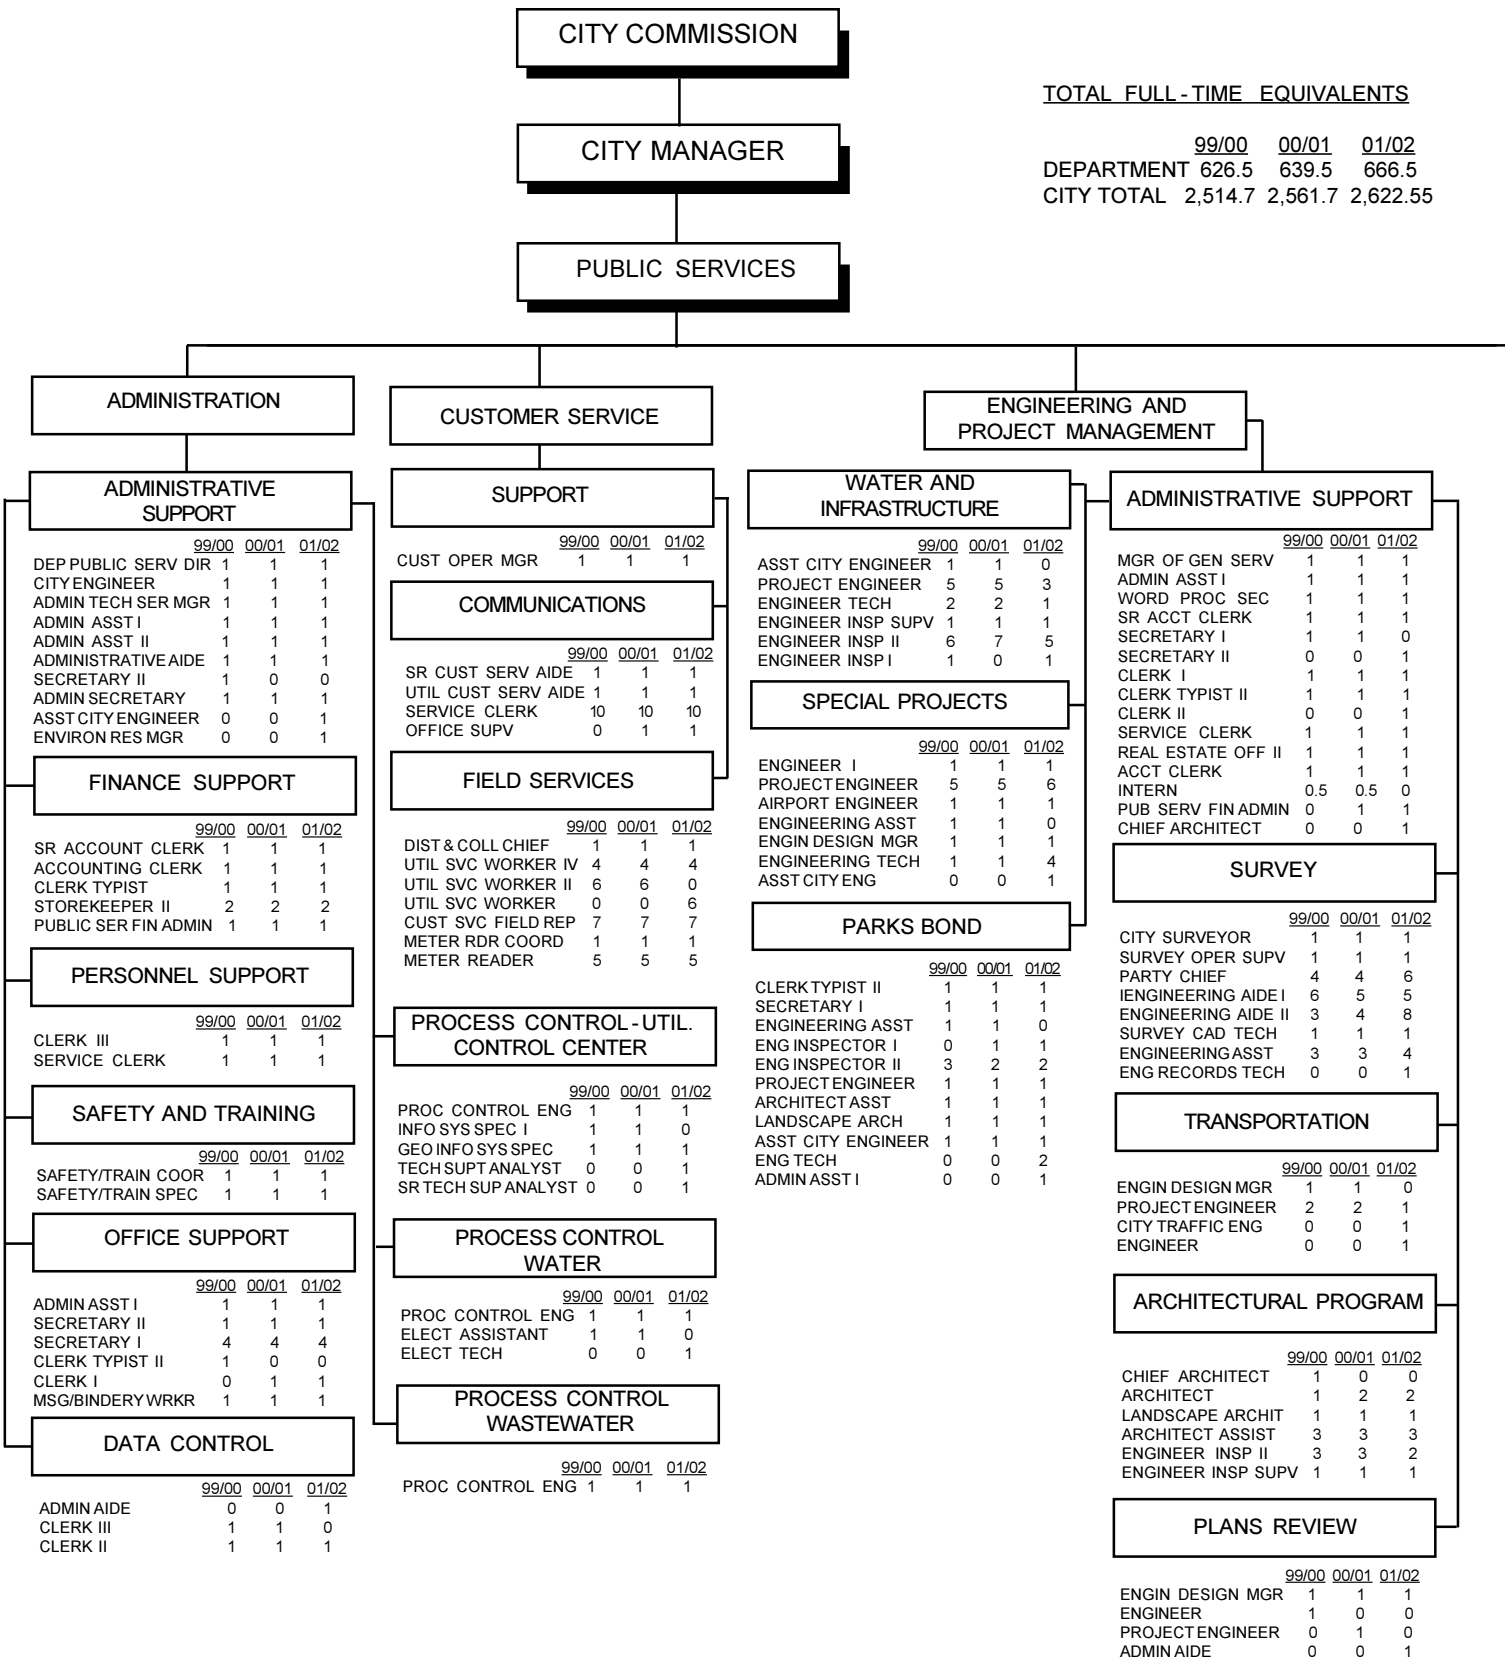 CITY COMMISSION
TOTAL FULL-TIME EQUIVALENTS
99/00 00/01 01/02
CITY MANAGER
DEPARTMENT 626.5 639.5 666.5
CITY TOTAL 2,514.7 2,561.7 2,622.55
PUBLIC SERVICES
ADMINISTRATION
ADMINISTRATIVE
SUPPORT
99/00 00/01 01/02
DEP PUBLIC SERV DIR 1 1 1
CITY ENGINEER 1 1 1
ADMIN TECH SER MGR 1 1 1
ADMIN ASST I 1 1 1
ADMIN ASST II 1 1 1
ADMINISTRATIVE AIDE 1 1 1
SECRETARY II 1 0 0
ADMIN SECRETARY 1 1 1
ASST CITY ENGINEER 0 0 1
ENVIRON RES MGR 0 0 1
FINANCE SUPPORT
99/00 00/01 01/02
SR ACCOUNT CLERK 1 1 1
ACCOUNTING CLERK 1 1 1
CLERK TYPIST 1 1 1
STOREKEEPER II 2 2 2
PUBLIC SER FIN ADMIN 1 1 1
PERSONNEL SUPPORT
99/00 00/01 01/02
CLERK III 1 1 1
SERVICE CLERK 1 1 1
SAFETY AND TRAINING
99/00 00/01 01/02
SAFETY/TRAIN COOR 1 1 1
SAFETY/TRAIN SPEC 1 1 1
OFFICE SUPPORT
99/00 00/01 01/02
ADMIN ASST I 1 1 1
SECRETARY II 1 1 1
SECRETARY I 4 4 4
CLERK TYPIST II 1 0 0
CLERK I 0 1 1
MSG/BINDERY WRKR 1 1 1
DATA CONTROL
99/00 00/01 01/02
ADMIN AIDE 0 0 1
CLERK III 1 1 0
CLERK II 1 1 1
CUSTOMER SERVICE
SUPPORT
99/00 00/01 01/02
CUST OPER MGR 1 1 1
COMMUNICATIONS
99/00 00/01 01/02
SR CUST SERV AIDE 1 1 1
UTIL CUST SERV AIDE 1 1 1
SERVICE CLERK 10 10 10
OFFICE SUPV 0 1 1
FIELD SERVICES
99/00 00/01 01/02
DIST & COLL CHIEF 1 1 1
UTIL SVC WORKER IV 4 4 4
UTIL SVC WORKER II 6 6 0
UTIL SVC WORKER 0 0 6
CUST SVC FIELD REP 7 7 7
METER RDR COORD 1 1 1
METER READER 5 5 5
PROCESS CONTROL-UTIL.
CONTROL CENTER
99/00 00/01 01/02
PROC CONTROL ENG 1 1 1
INFO SYS SPEC I 1 1 0
GEO INFO SYS SPEC 1 1 1
TECH SUPT ANALYST 0 0 1
SR TECH SUP ANALYST 0 0 1
PROCESS CONTROL
WATER
99/00 00/01 01/02
PROC CONTROL ENG 1 1 1
ELECT ASSISTANT 1 1 0
ELECT TECH 0 0 1
PROCESS CONTROL
WASTEWATER
99/00 00/01 01/02
PROC CONTROL ENG 1 1 1
ENGINEERING AND
PROJECT MANAGEMENT
WATER AND
INFRASTRUCTURE
99/00 00/01 01/02
ASST CITY ENGINEER 1 1 0
PROJECT ENGINEER 5 5 3
ENGINEER TECH 2 2 1
ENGINEER INSP SUPV 1 1 1
ENGINEER INSP II 6 7 5
ENGINEER INSP I 1 0 1
SPECIAL PROJECTS
99/00 00/01 01/02
ENGINEER I 1 1 1
PROJECT ENGINEER 5 5 6
AIRPORT ENGINEER 1 1 1
ENGINEERING ASST 1 1 0
ENGIN DESIGN MGR 1 1 1
ENGINEERING TECH 1 1 4
ASST CITY ENG 0 0 1
PARKS BOND
99/00 00/01 01/02
CLERK TYPIST II 1 1 1
SECRETARY I 1 1 1
ENGINEERING ASST 1 1 0
ENG INSPECTOR I 0 1 1
ENG INSPECTOR II 3 2 2
PROJECT ENGINEER 1 1 1
ARCHITECT ASST 1 1 1
LANDSCAPE ARCH 1 1 1
ASST CITY ENGINEER 1 1 1
ENG TECH 0 0 2
ADMIN ASST I 0 0 1
ADMINISTRATIVE SUPPORT
99/00 00/01 01/02
MGR OF GEN SERV 1 1 1
ADMIN ASST I 1 1 1
WORD PROC SEC 1 1 1
SR ACCT CLERK 1 1 1
SECRETARY I 1 1 0
SECRETARY II 0 0 1
CLERK I 1 1 1
CLERK TYPIST II 1 1 1
CLERK II 0 0 1
SERVICE CLERK 1 1 1
REAL ESTATE OFF II 1 1 1
ACCT CLERK 1 1 1
INTERN 0.5 0.5 0
PUB SERV FIN ADMIN 0 1 1
CHIEF ARCHITECT 0 0 1
SURVEY
99/00 00/01 01/02
CITY SURVEYOR 1 1 1
SURVEY OPER SUPV 1 1 1
PARTY CHIEF 4 4 6
IENGINEERING AIDE I 6 5 5
ENGINEERING AIDE II 3 4 8
SURVEY CAD TECH 1 1 1
ENGINEERING ASST 3 3 4
ENG RECORDS TECH 0 0 1
TRANSPORTATION
99/00 00/01 01/02
ENGIN DESIGN MGR 1 1 0
PROJECT ENGINEER 2 2 1
CITY TRAFFIC ENG 0 0 1
ENGINEER 0 0 1
ARCHITECTURAL PROGRAM
99/00 00/01 01/02
CHIEF ARCHITECT 1 0 0
ARCHITECT 1 2 2
LANDSCAPE ARCHIT 1 1 1
ARCHITECT ASSIST 3 3 3
ENGINEER INSP II 3 3 2
ENGINEER INSP SUPV 1 1 1
PLANS REVIEW
99/00 00/01 01/02
ENGIN DESIGN MGR 1 1 1
ENGINEER 1 0 0
PROJECT ENGINEER 0 1 0
ADMIN AIDE 0 0 1